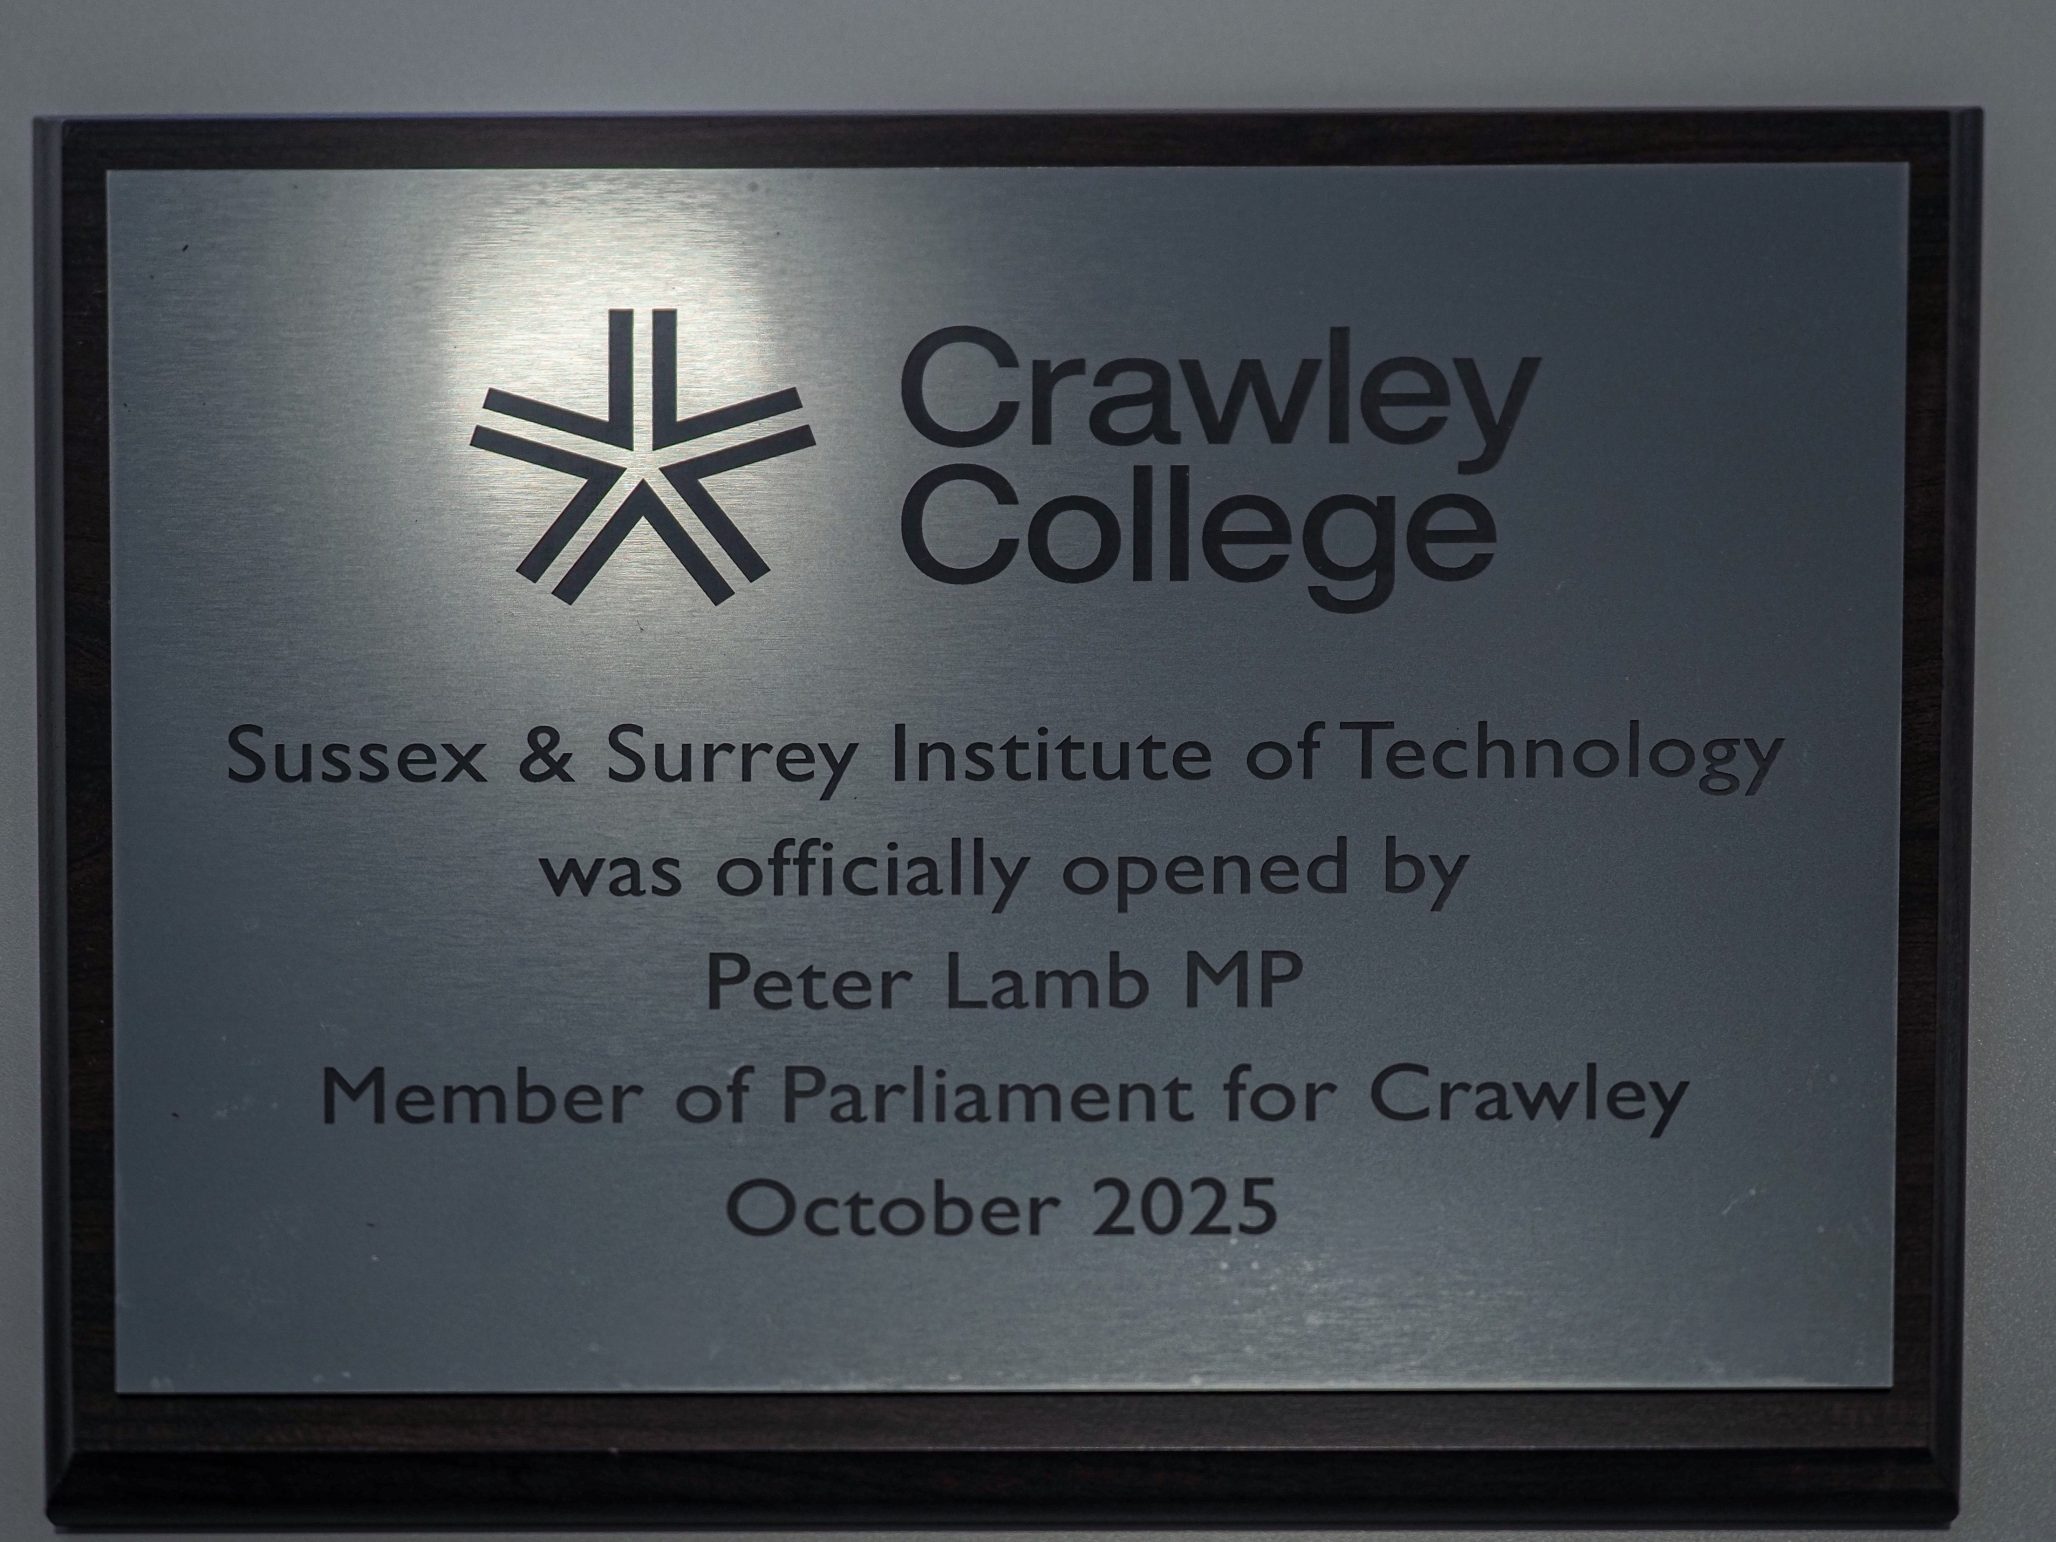 Crawley
College
Sussex & Surrey Institute of Technology
was officially opened by
Peter Lamb MP
Member of Parliament for Crawley
October 2025